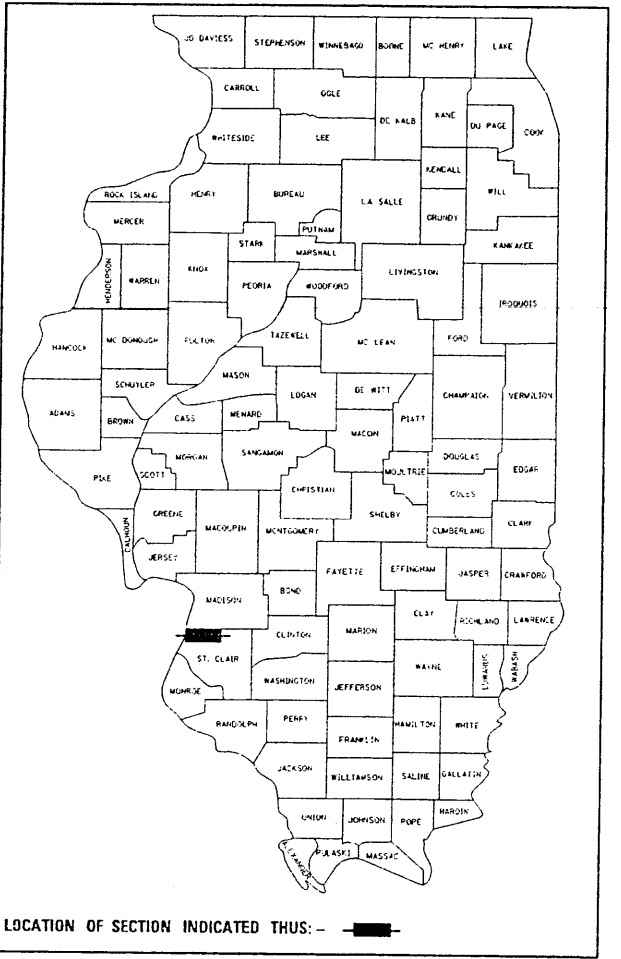 JO DAVIESS STEPHENSON WINNEBAGO BOONE MC HENRY LAKE
CARROLL OGLE
DE KALB KANE DU PAGE COOK
WHITESIDE LEE
KENDALL
ROCK ISLAND HENRY BUREAU LA SALLE WILL
MERCER PUTNAM GRUNDY
STARK MARSHALL KANKAKEE
HENDERSON WARREN KNOX PEORIA WOODFORD LIVINGSTON
IROQUOIS
HANCOCK MC DONOUGH FULTON TAZEWELL MC LEAN FORD
SCHUYLER MASON
ADAMS BROWN CASS MENARD LOGAN DE WITT PIATT CHAMPAIGN VERMILION
MACON
PIKE SCOTT MORGAN SANGAMON MOULTRIE DOUGLAS EDGAR
CHRISTIAN COLES
GREENE SHELBY
CALHOUN MACOUPIN MONTGOMERY CUMBERLAND CLARK
JERSEY
FAYETTE EFFINGHAM JASPER CRAWFORD
MADISON BOND
CLAY RICHLAND LAWRENCE
CLINTON MARION
ST. CLAIR WAYNE EDWARDS WABASH
MONROE WASHINGTON JEFFERSON
RANDOLPH PERRY HAMILTON WHITE
FRANKLIN
JACKSON WILLIAMSON SALINE GALLATIN
UNION JOHNSON POPE HARDIN
ALEXANDER PULASKI MASSAC
LOCATION OF SECTION INDICATED THUS: -